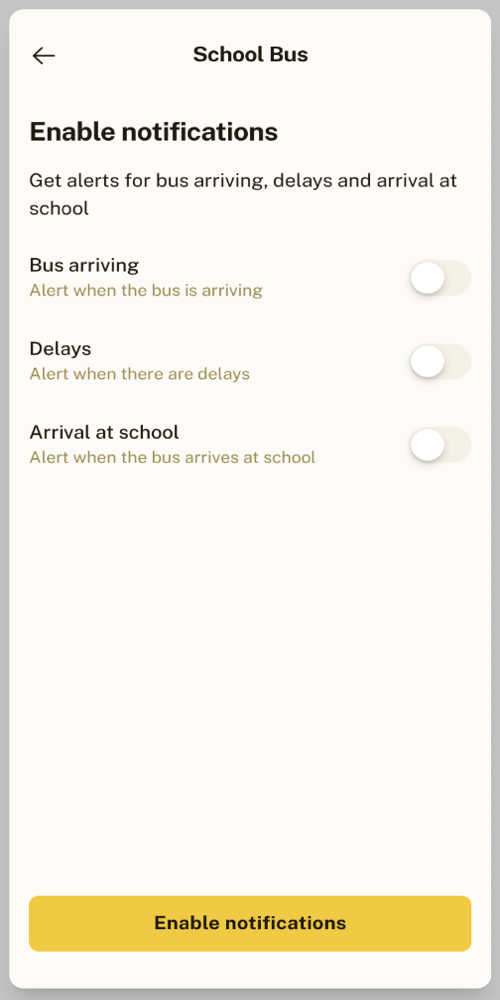 School Bus
Enable notifications
Get alerts for bus arriving, delays and arrival at
school
Bus arriving
Alert when the bus is arriving
Delays
Alert when there are delays
Arrival at school
Alert when the bus arrives at school
Enable notifications